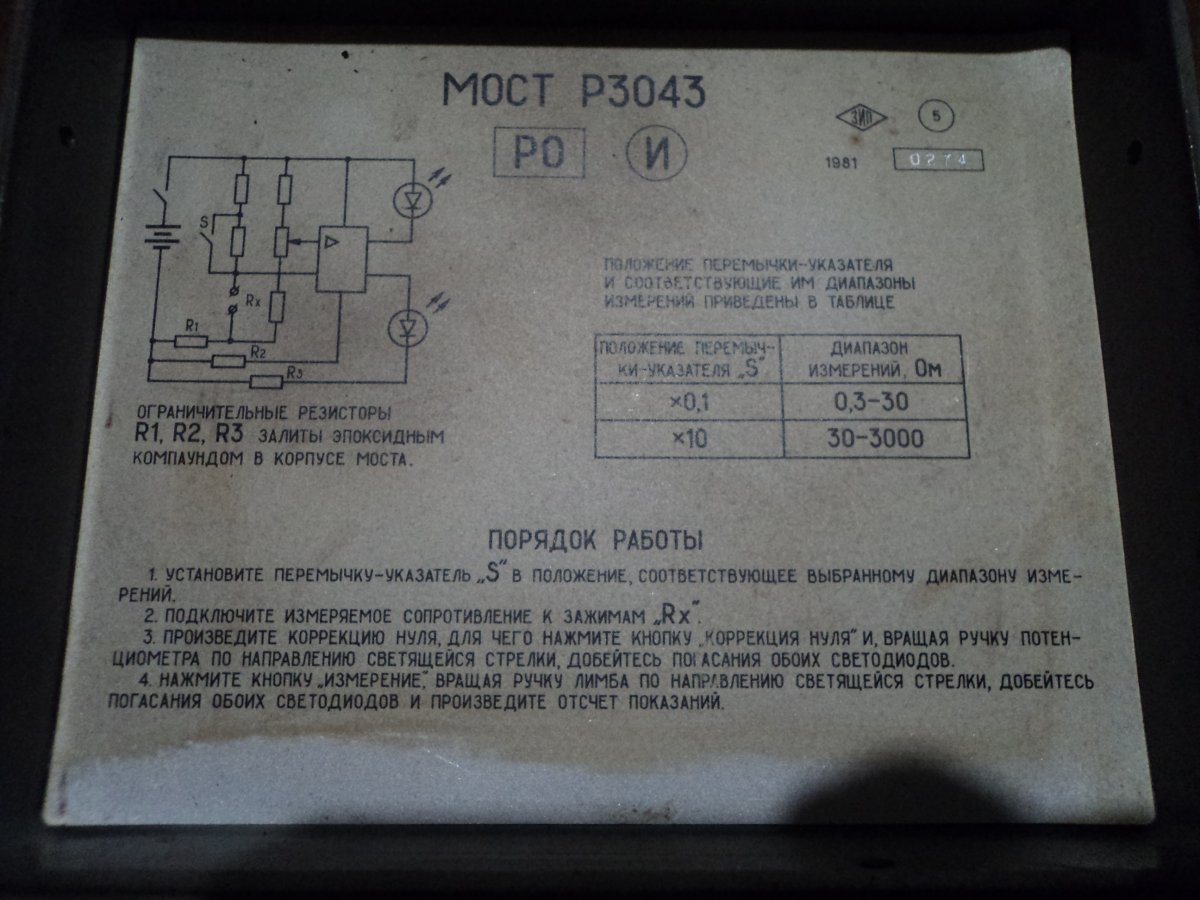 МОСТ Р3043
РО И
ЗИП 5
1981 0274
S
Rx
R1
R2
R3
ОГРАНИЧИТЕЛЬНЫЕ РЕЗИСТОРЫ
R1, R2, R3 ЗАЛИТЫ ЭПОКСИДНЫМ
КОМПАУНДОМ В КОРПУСЕ МОСТА.
ПОЛОЖЕНИЕ ПЕРЕМЫЧКИ-УКАЗАТЕЛЯ
И СООТВЕТСТВУЮЩИЕ ИМ ДИАПАЗОНЫ
ИЗМЕРЕНИЙ ПРИВЕДЕНЫ В ТАБЛИЦЕ
ПОЛОЖЕНИЕ ПЕРЕМЫЧ-
КИ-УКАЗАТЕЛЯ „S"
ДИАПАЗОН
ИЗМЕРЕНИЙ, Ом
×0,1 0,3-30
×10 30-3000
ПОРЯДОК РАБОТЫ
1. УСТАНОВИТЕ ПЕРЕМЫЧКУ-УКАЗАТЕЛЬ „S" В ПОЛОЖЕНИЕ, СООТВЕТСТВУЮЩЕЕ ВЫБРАННОМУ ДИАПАЗОНУ ИЗМЕ-
РЕНИЙ.
2. ПОДКЛЮЧИТЕ ИЗМЕРЯЕМОЕ СОПРОТИВЛЕНИЕ К ЗАЖИМАМ „Rx".
3. ПРОИЗВЕДИТЕ КОРРЕКЦИЮ НУЛЯ, ДЛЯ ЧЕГО НАЖМИТЕ КНОПКУ „КОРРЕКЦИЯ НУЛЯ" И, ВРАЩАЯ РУЧКУ ПОТЕН-
ЦИОМЕТРА ПО НАПРАВЛЕНИЮ СВЕТЯЩЕЙСЯ СТРЕЛКИ, ДОБЕЙТЕСЬ ПОГАСАНИЯ ОБОИХ СВЕТОДИОДОВ.
4. НАЖМИТЕ КНОПКУ „ИЗМЕРЕНИЕ", ВРАЩАЯ РУЧКУ ЛИМБА ПО НАПРАВЛЕНИЮ СВЕТЯЩЕЙСЯ СТРЕЛКИ, ДОБЕЙТЕСЬ
ПОГАСАНИЯ ОБОИХ СВЕТОДИОДОВ И ПРОИЗВЕДИТЕ ОТСЧЕТ ПОКАЗАНИЙ.